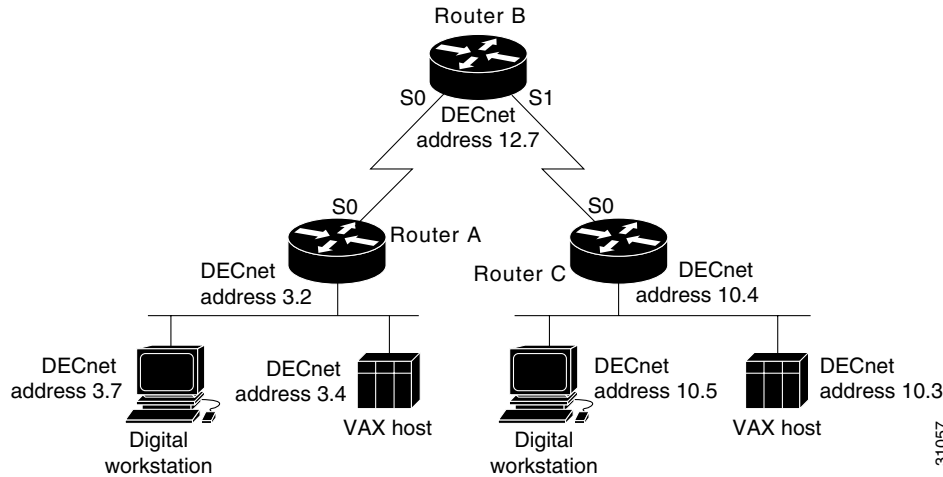 Router B
S0
S1
DECnet
address 12.7
S0
Router A
S0
Router C
DECnet
address 3.2
DECnet
address 10.4
DECnet
address 3.7
DECnet
address 3.4
DECnet
address 10.5
DECnet
address 10.3
Digital
workstation
VAX host
Digital
workstation
VAX host
31057